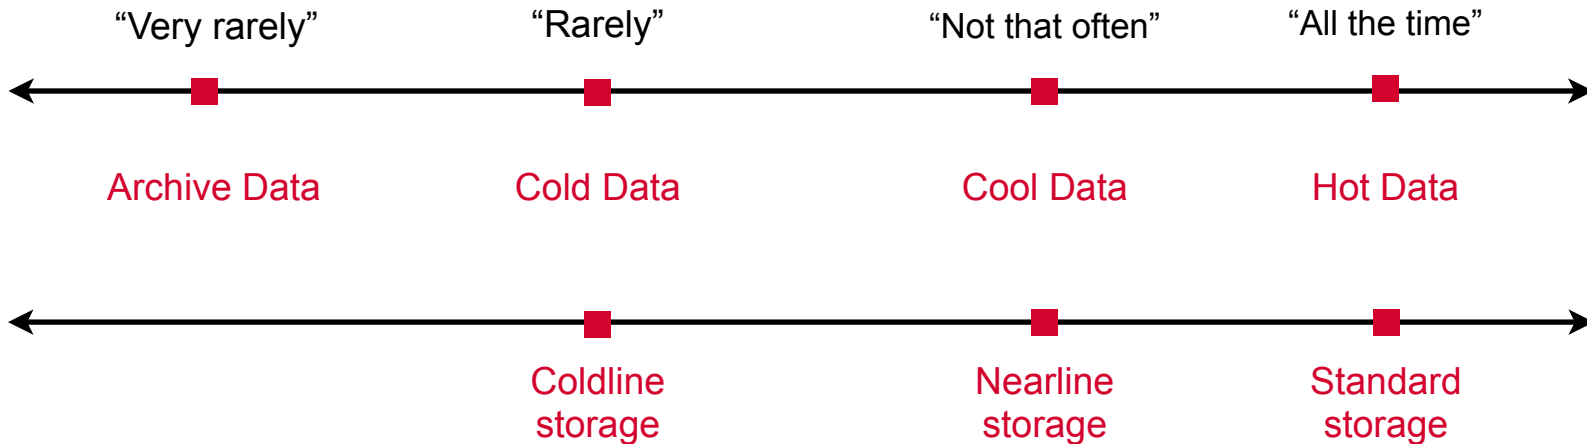 “Very rarely” “Rarely” “Not that often” “All the time”
Archive Data Cold Data Cool Data Hot Data
Coldline Nearline Standard
storage storage storage